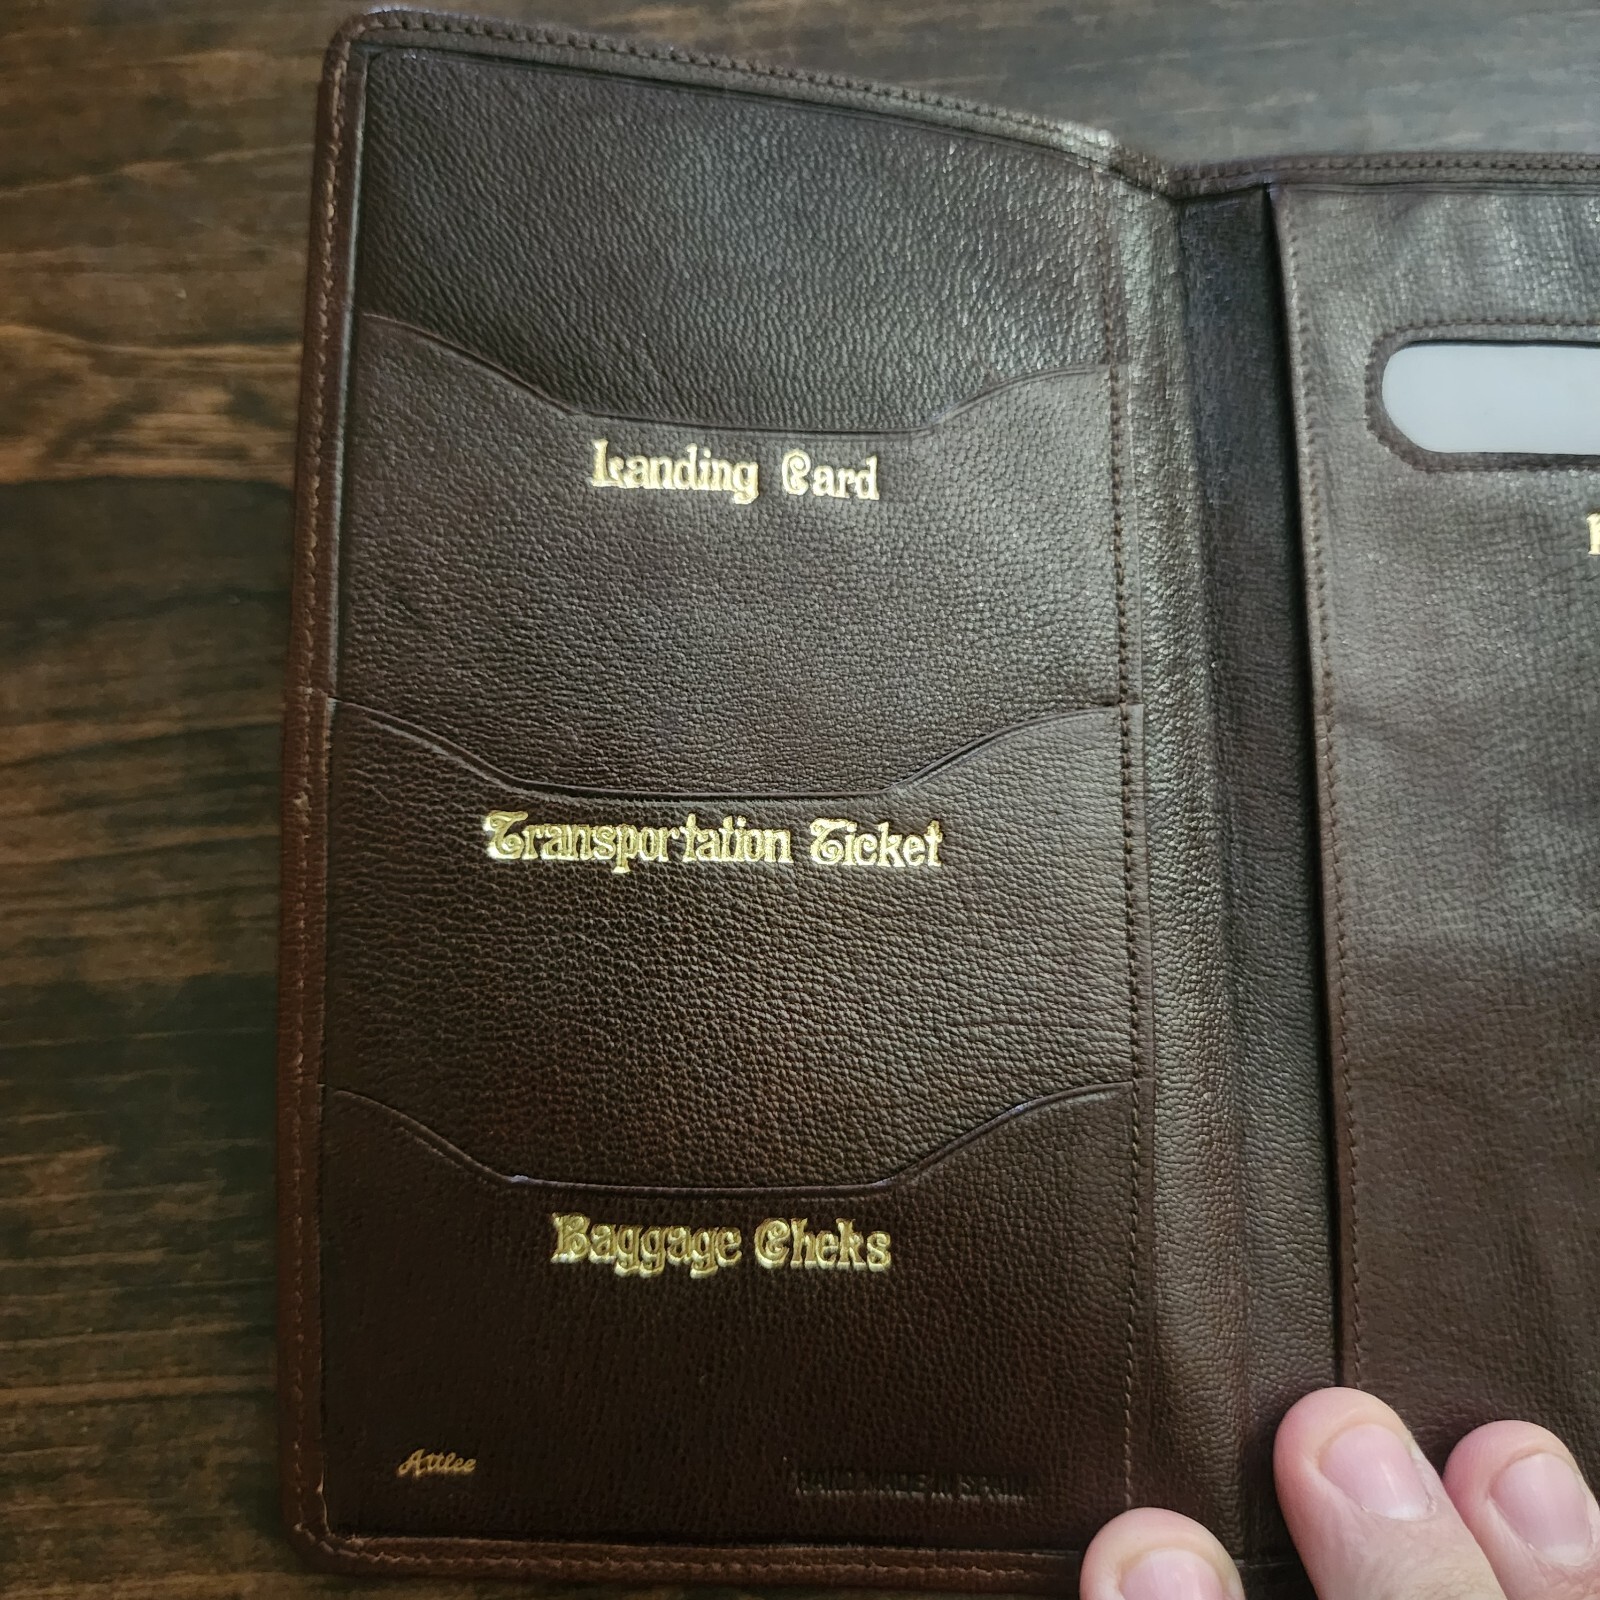 Landing Card
Transportation Ticket
Baggage Cheks
Attlee
HAND MADE IN SPAIN